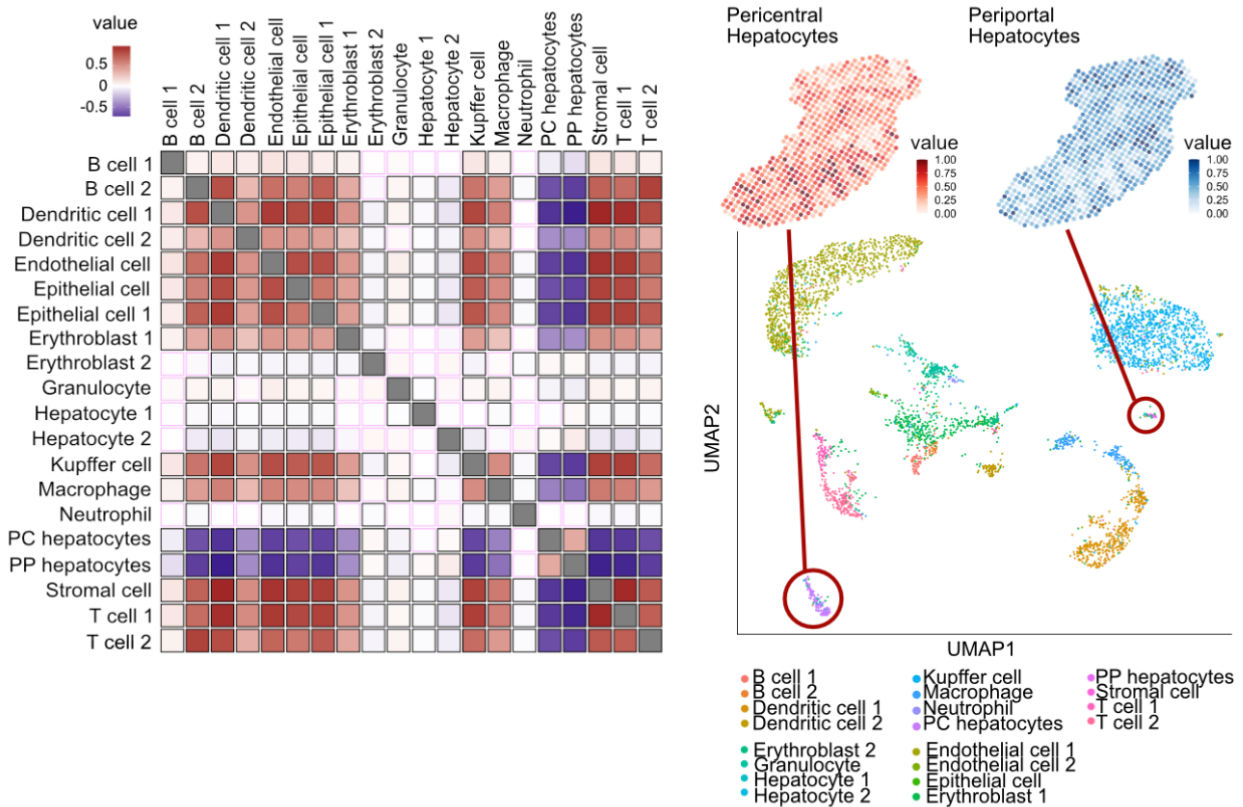 value
0.5
0
-0.5
B cell 1
B cell 2
Dendritic cell 1
Dendritic cell 2
Endothelial cell
Epithelial cell
Epithelial cell 1
Erythroblast 1
Erythroblast 2
Granulocyte
Hepatocyte 1
Hepatocyte 2
Kupffer cell
Macrophage
Neutrophil
PC hepatocytes
PP hepatocytes
Stromal cell
T cell 1
T cell 2
B cell 1
B cell 2
Dendritic cell 1
Dendritic cell 2
Endothelial cell
Epithelial cell
Epithelial cell 1
Erythroblast 1
Erythroblast 2
Granulocyte
Hepatocyte 1
Hepatocyte 2
Kupffer cell
Macrophage
Neutrophil
PC hepatocytes
PP hepatocytes
Stromal cell
T cell 1
T cell 2
Pericentral
Hepatocytes
value
1.00
0.75
0.50
0.25
0.00
Periportal
Hepatocytes
value
1.00
0.75
0.50
0.25
0.00
UMAP2
UMAP1
B cell 1
B cell 2
Dendritic cell 1
Dendritic cell 2
Kupffer cell
Macrophage
Neutrophil
PC hepatocytes
PP hepatocytes
Stromal cell
T cell 1
T cell 2
Erythroblast 2
Granulocyte
Hepatocyte 1
Hepatocyte 2
Endothelial cell 1
Endothelial cell 2
Epithelial cell
Erythroblast 1